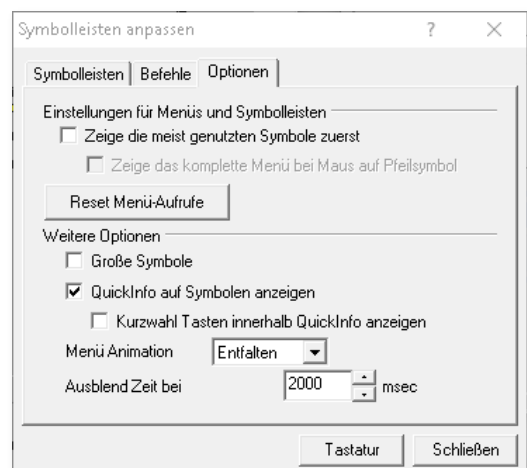 Symbolleisten anpassen ?
Symbolleisten Befehle Optionen
Einstellungen für Menüs und Symbolleisten
Zeige die meist genutzten Symbole zuerst
Zeige das komplette Menü bei Maus auf Pfeilsymbol
Reset Menü-Aufrufe
Weitere Optionen
Große Symbole
QuickInfo auf Symbolen anzeigen
Kurzwahl Tasten innerhalb QuickInfo anzeigen
Menü Animation Entfalten
Ausblend Zeit bei 2000 msec
Tastatur Schließen